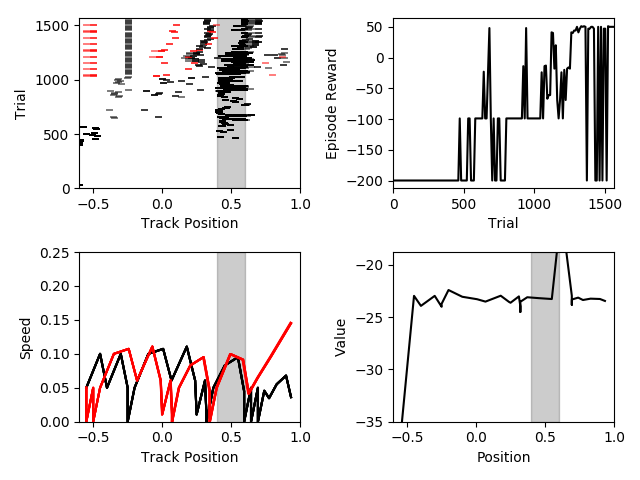 1500
1000
500
0
Trial
−0.5 0.0 0.5 1.0
Track Position
50
0
−50
−100
−150
−200
Episode Reward
0 500 1000 1500
Trial
0.25
0.20
0.15
0.10
0.05
0.00
Speed
−0.5 0.0 0.5 1.0
Track Position
−20
−25
−30
−35
Value
−0.5 0.0 0.5 1.0
Position